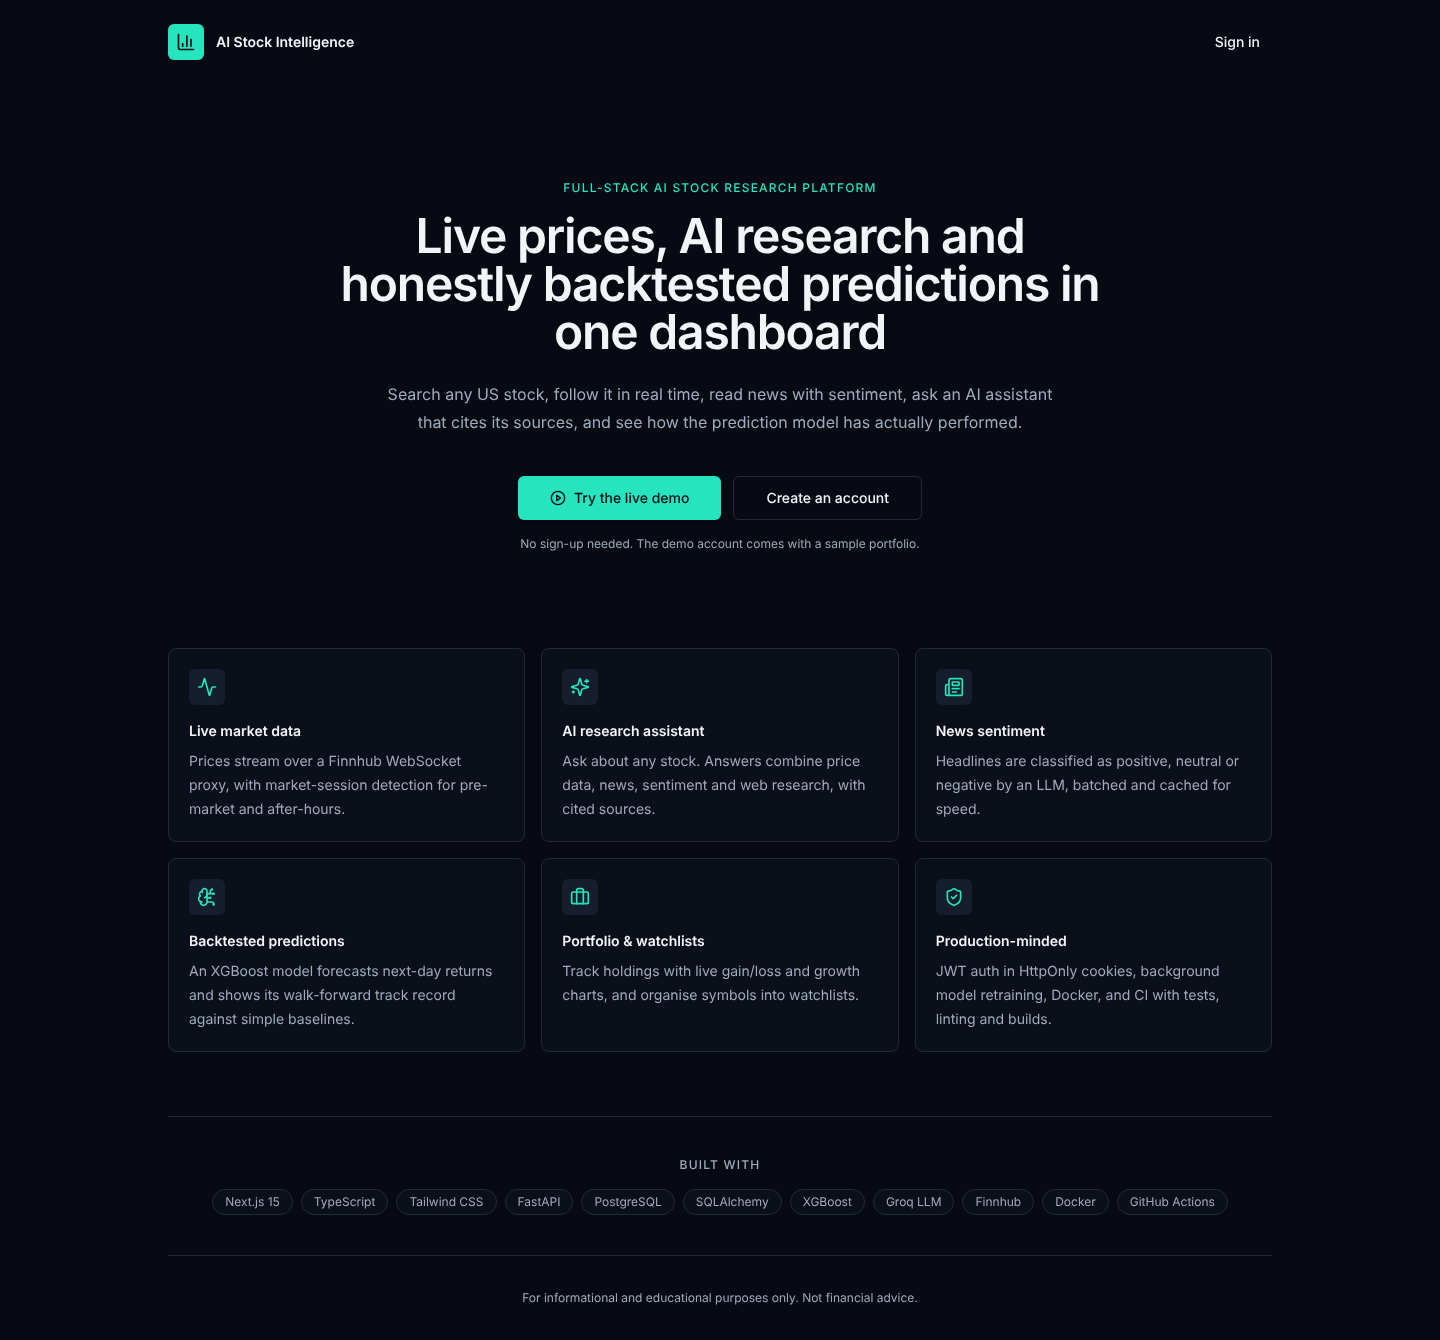 AI Stock Intelligence
Sign in
FULL-STACK AI STOCK RESEARCH PLATFORM
Live prices, AI research and
honestly backtested predictions in
one dashboard
Search any US stock, follow it in real time, read news with sentiment, ask an AI assistant
that cites its sources, and see how the prediction model has actually performed.
Try the live demo
Create an account
No sign-up needed. The demo account comes with a sample portfolio.
Live market data
Prices stream over a Finnhub WebSocket
proxy, with market-session detection for pre-
market and after-hours.
AI research assistant
Ask about any stock. Answers combine price
data, news, sentiment and web research, with
cited sources.
News sentiment
Headlines are classified as positive, neutral or
negative by an LLM, batched and cached for
speed.
Backtested predictions
An XGBoost model forecasts next-day returns
and shows its walk-forward track record
against simple baselines.
Portfolio & watchlists
Track holdings with live gain/loss and growth
charts, and organise symbols into watchlists.
Production-minded
JWT auth in HttpOnly cookies, background
model retraining, Docker, and CI with tests,
linting and builds.
BUILT WITH
Next.js 15
TypeScript
Tailwind CSS
FastAPI
PostgreSQL
SQLAlchemy
XGBoost
Groq LLM
Finnhub
Docker
GitHub Actions
For informational and educational purposes only. Not financial advice.